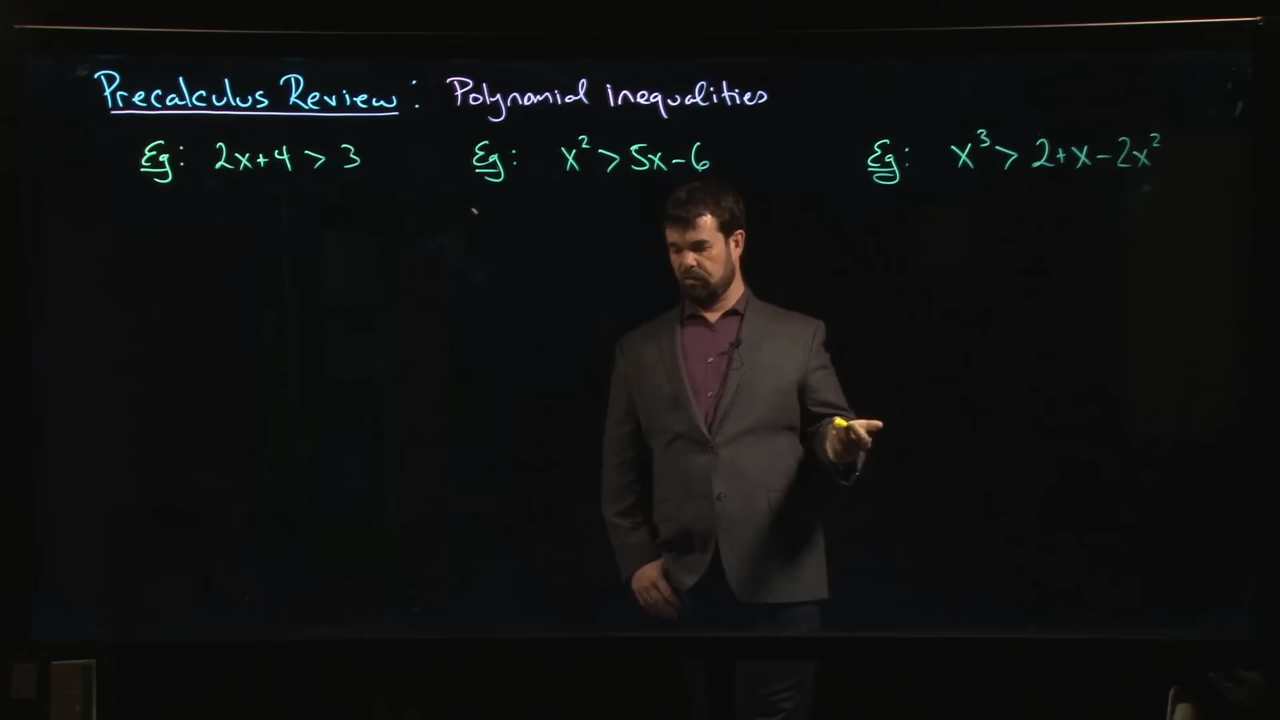 Precalculus Review: Polynomial inequalities
Eg: 2x+4 > 3 Eg: x² > 5x-6 Eg: x³ > 2+x-2x²